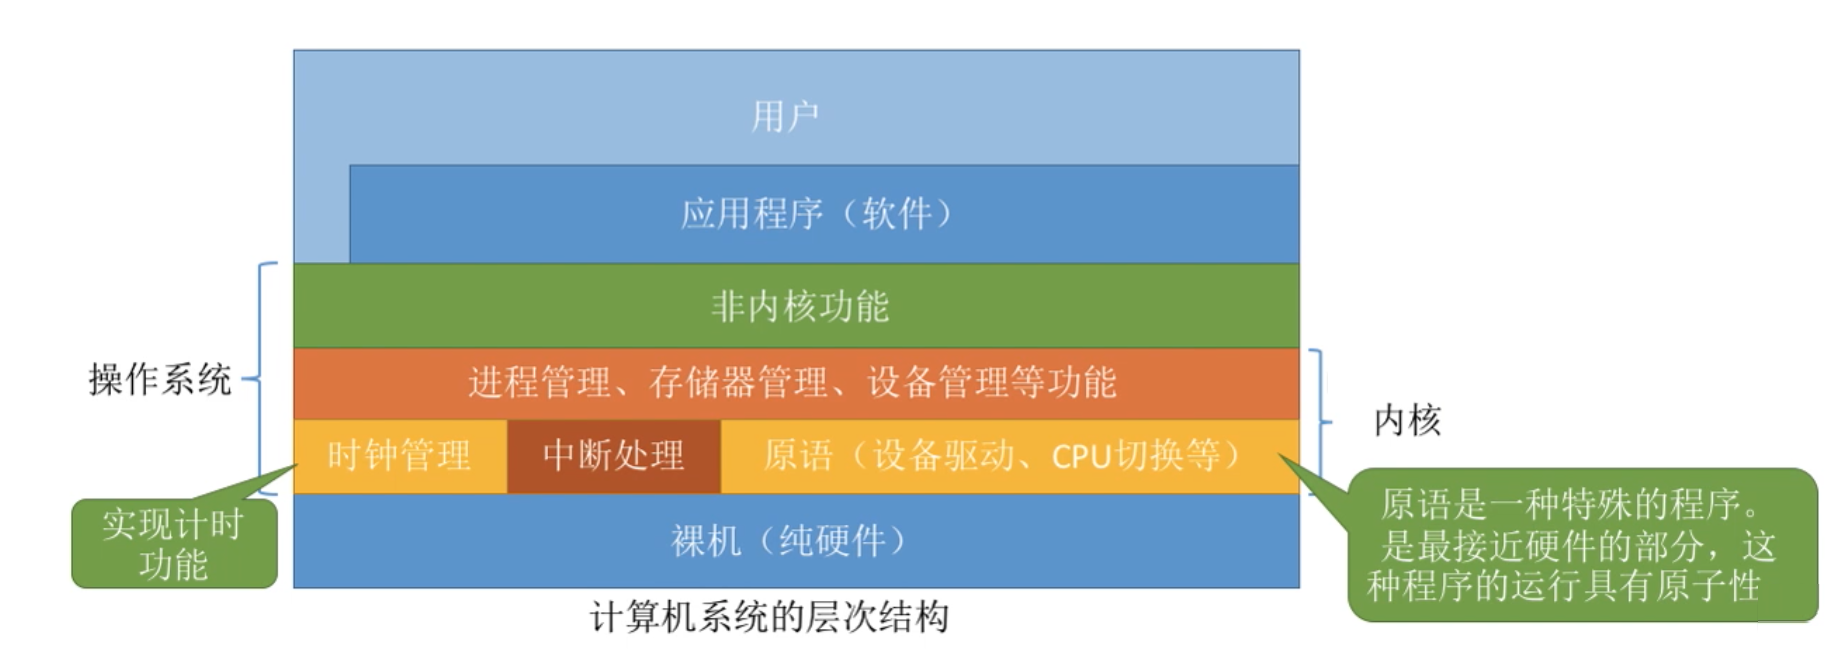 用户
应用程序（软件）
非内核功能
操作系统
进程管理、存储器管理、设备管理等功能
内核
时钟管理
中断处理
原语（设备驱动、CPU切换等）
实现计时
功能
原语是一种特殊的程序。
是最接近硬件的部分，这
种程序的运行具有原子性
裸机（纯硬件）
计算机系统的层次结构